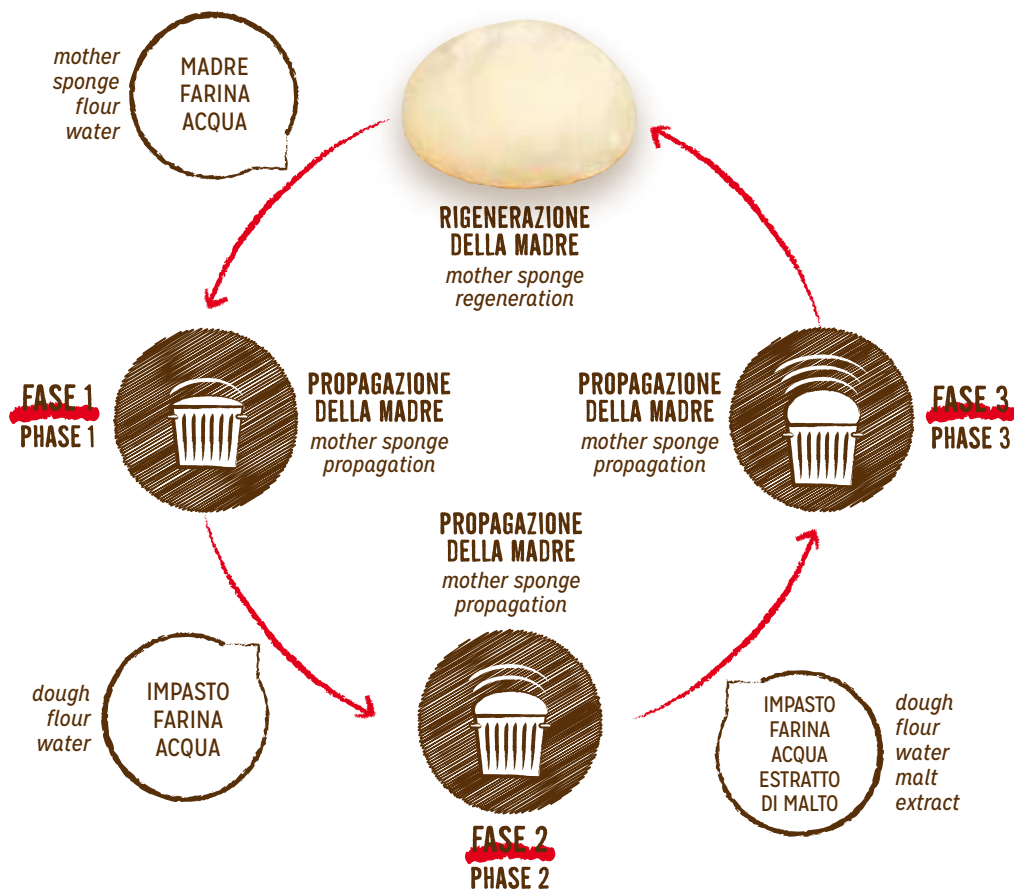 mother
sponge
flour
water
MADRE
FARINA
ACQUA
RIGENERAZIONE
DELLA MADRE
mother sponge
regeneration
FASE 1
PHASE 1
PROPAGAZIONE
DELLA MADRE
mother sponge
propagation
PROPAGAZIONE
DELLA MADRE
mother sponge
propagation
FASE 3
PHASE 3
PROPAGAZIONE
DELLA MADRE
mother sponge
propagation
dough
flour
water
IMPASTO
FARINA
ACQUA
FASE 2
PHASE 2
IMPASTO
FARINA
ACQUA
ESTRATTO
DI MALTO
dough
flour
water
malt
extract